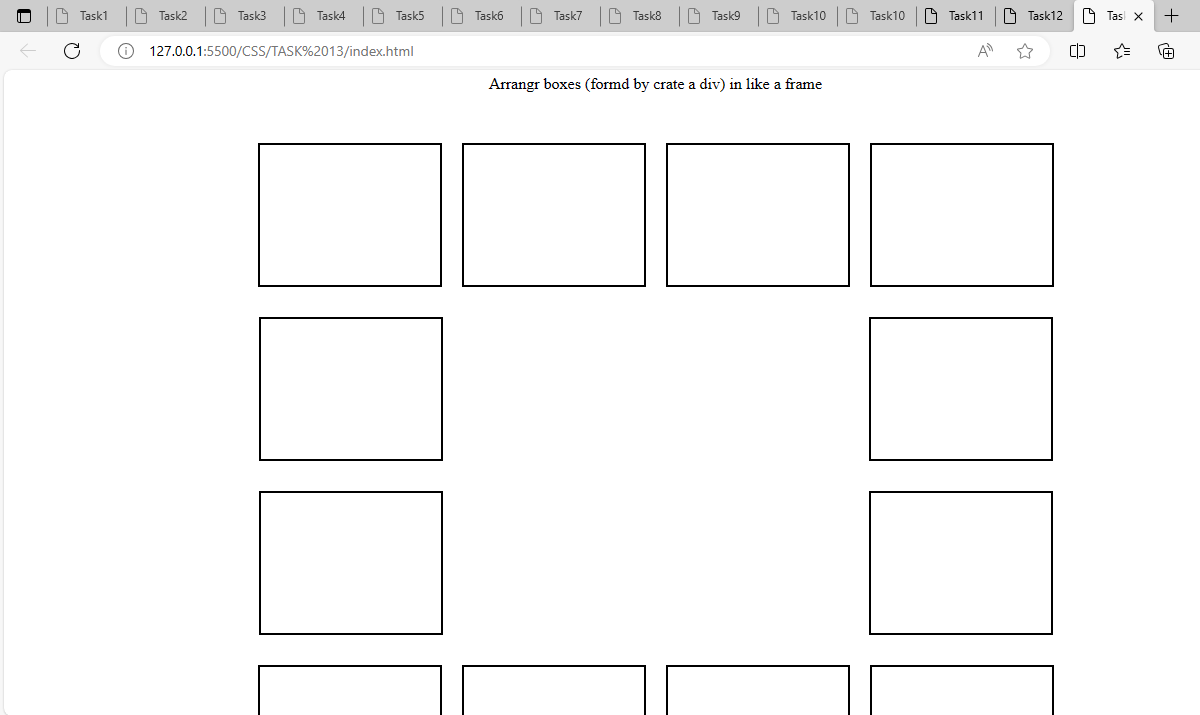 Task1 Task2 Task3 Task4 Task5 Task6 Task7 Task8 Task9 Task10 Task10 Task11 Task12 Tas
127.0.0.1:5500/CSS/TASK%2013/index.html
Arrangr boxes (formd by crate a div) in like a frame